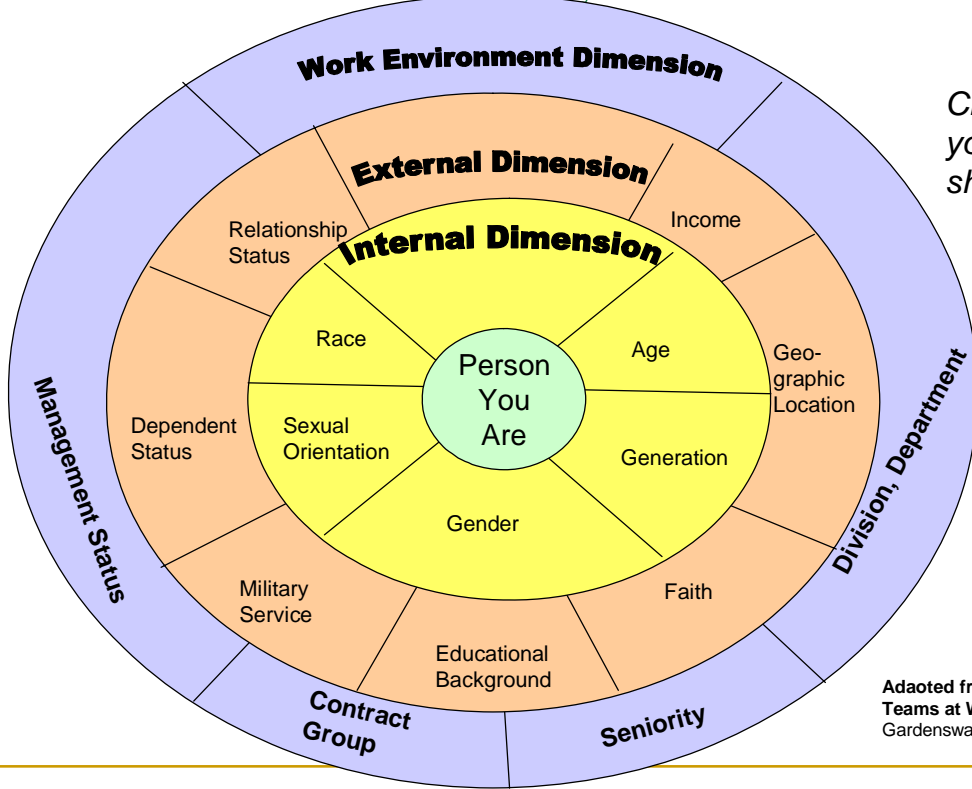 Work Environment Dimension
External Dimension
Internal Dimension
Relationship
Status
Income
Race
Age
Person
You
Are
Geo-
graphic
Location
Dependent
Status
Sexual
Orientation
Generation
Gender
Management Status
Division, Department
Military
Service
Faith
Educational
Background
Contract
Group
Seniority
Adaoted
Teams at